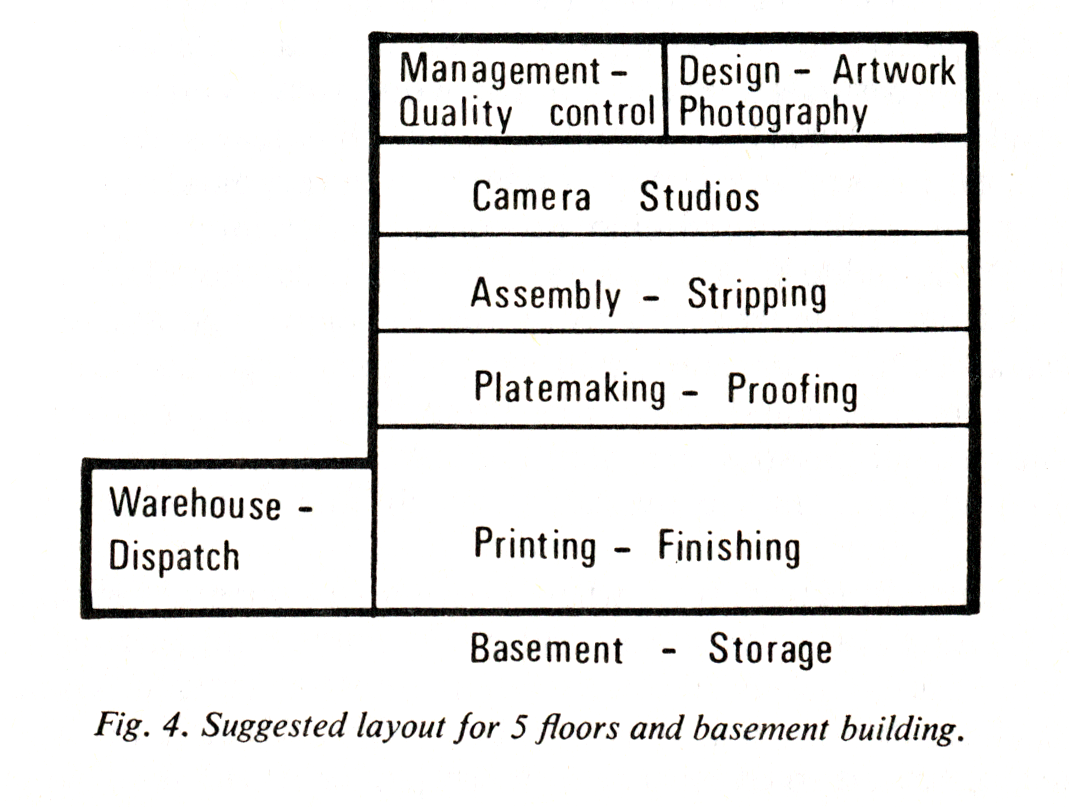 Management –
Quality control
Design – Artwork
Photography
Camera Studios
Assembly – Stripping
Platemaking – Proofing
Warehouse –
Dispatch
Printing – Finishing
Basement – Storage
Fig. 4. Suggested layout for 5 floors and basement building.